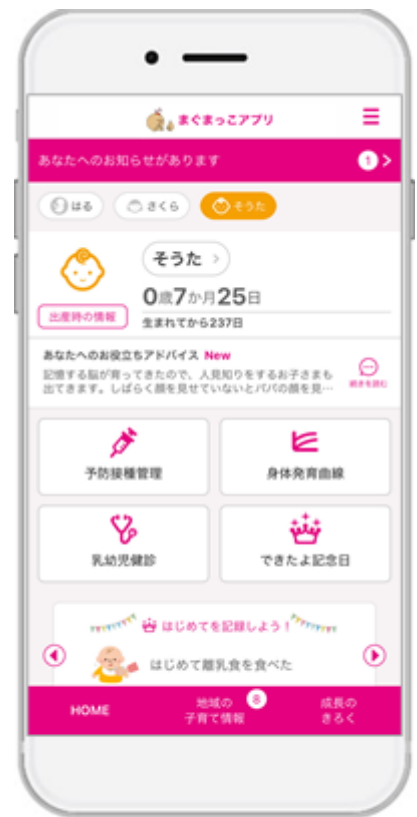 まぐまっこアプリ
あなたへのお知らせがあります
1
はる
さくら
そうた
そうた
0歳7か月25日
出産時の情報
生まれてから237日
あなたへのお役立ちアドバイス New
記憶する脳が育ってきたので、人見知りをするお子さまも
出てきます。しばらく顔を見せていないとパパの顔を見…
続きを読む
予防接種管理
身体発育曲線
乳幼児健診
できたよ記念日
はじめてを記録しよう!
はじめて離乳食を食べた
HOME
地域の
子育て情報
8
成長の
きろく